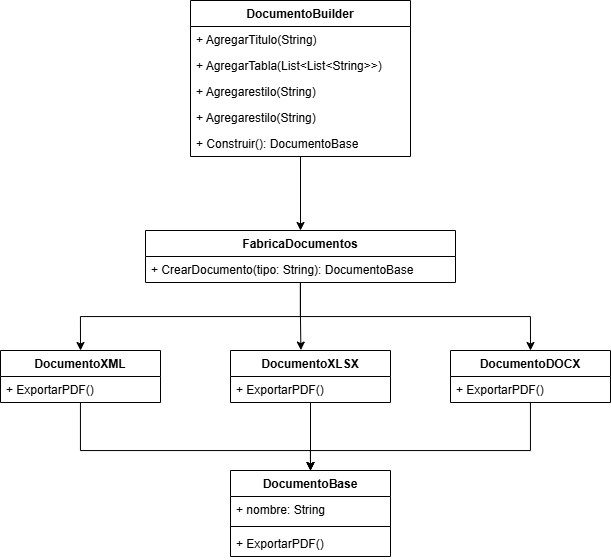 DocumentoBuilder
+ AgregarTitulo(String)
+ AgregarTabla(List<List<String>>)
+ Agregarestilo(String)
+ Agregarestilo(String)
+ Construir(): DocumentoBase
FabricaDocumentos
+ CrearDocumento(tipo: String): DocumentoBase
DocumentoXML
+ ExportarPDF()
DocumentoXLSX
+ ExportarPDF()
DocumentoDOCX
+ ExportarPDF()
DocumentoBase
+ nombre: String
+ ExportarPDF()